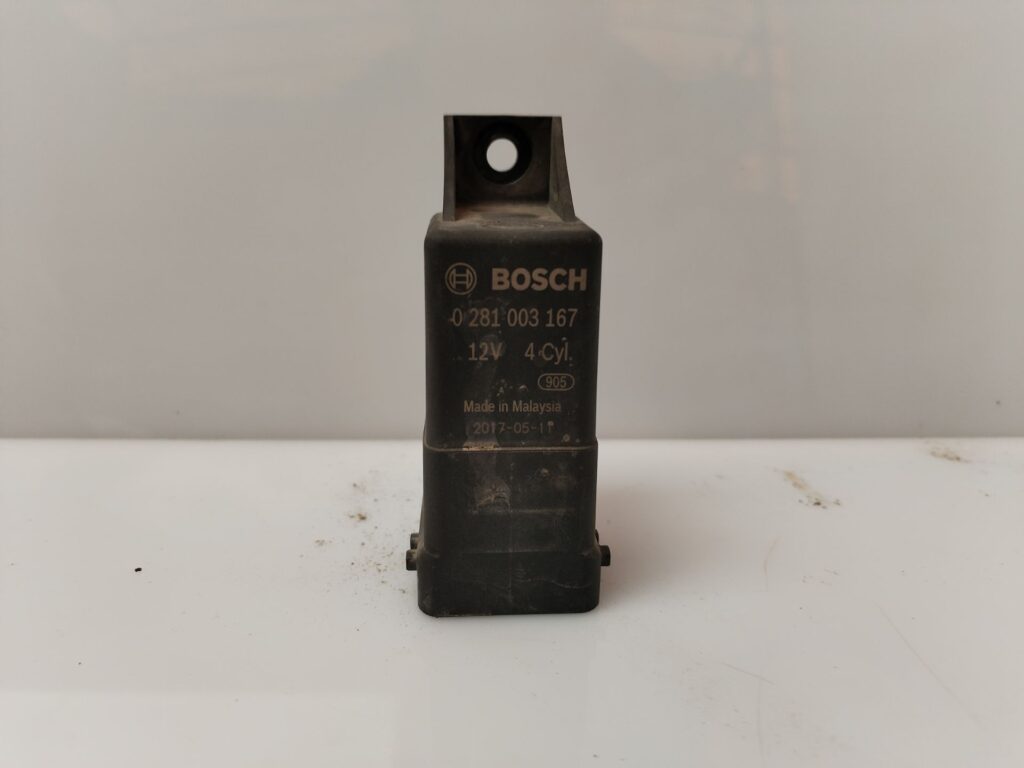 BOSCH
0 281 003 167
12V 4 Cyl.
905
Made in Malaysia
2017-05-11